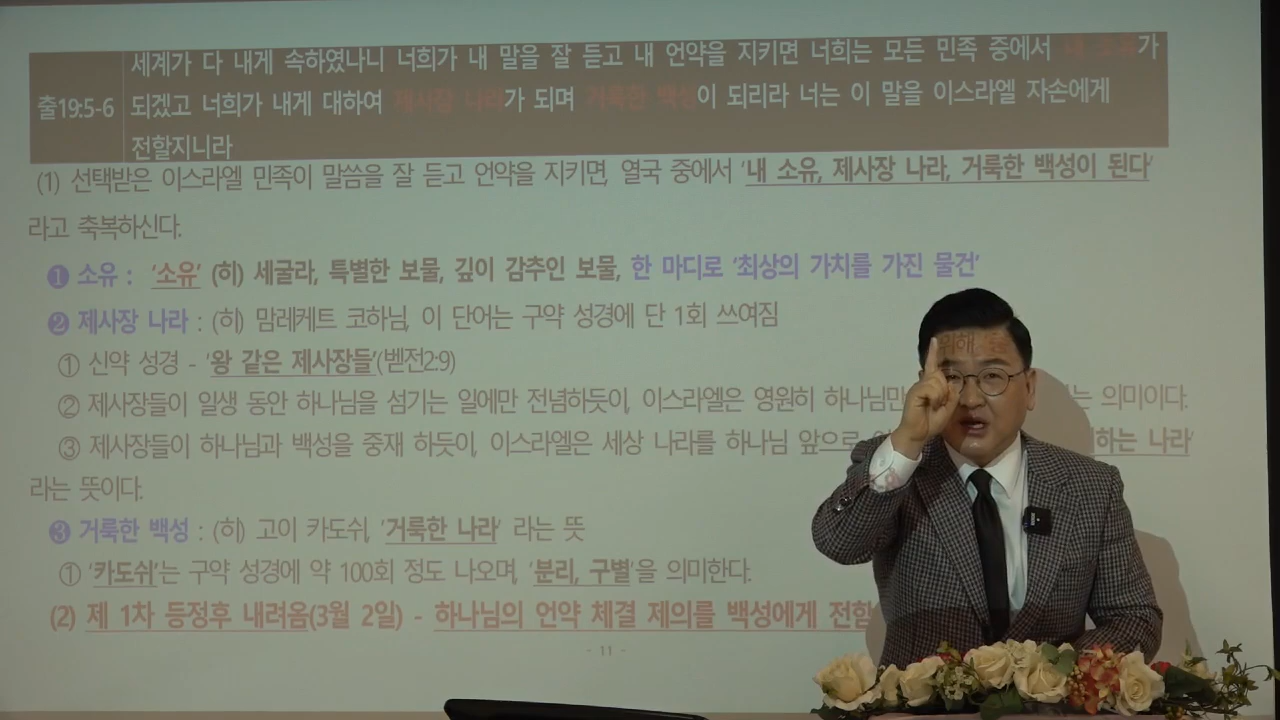 세계가 다 내게 속하였나니 너희가 내 말을 잘 듣고 내 언약을 지키면 너희는 모든 민족 중에서 내 소유가
출19:5-6 되겠고 너희가 내게 대하여 제사장 나라가 되며 거룩한 백성이 되리라 너는 이 말을 이스라엘 자손에게
전할지니라
(1) 선택받은 이스라엘 민족이 말씀을 잘 듣고 언약을 지키면, 열국 중에서 '내 소유, 제사장 나라, 거룩한 백성이 된다'
라고 축복하신다.
❶ 소유 : '소유' (히) 세굴라, 특별한 보물, 깊이 감추인 보물, 한 마디로 '최상의 가치를 가진 물건'
❷ 제사장 나라 : (히) 맘레케트 코하님, 이 단어는 구약 성경에 단 1회 쓰여짐
① 신약 성경 - '왕 같은 제사장들'(벧전2:9)
② 제사장들이 일생 동안 하나님을 섬기는 일에만 전념하듯이, 이스라엘은 영원히 하나님만 는 의미이다.
③ 제사장들이 하나님과 백성을 중재 하듯이, 이스라엘은 세상 나라를 하나님 앞으로 하는 나라'
라는 뜻이다.
❸ 거룩한 백성 : (히) 고이 카도쉬, '거룩한 나라' 라는 뜻
① '카도쉬'는 구약 성경에 약 100회 정도 나오며, '분리, 구별'을 의미한다.
(2) 제 1차 등정후 내려옴(3월 2일) - 하나님의 언약 체결 제의를 백성에게 전함
- 11 -